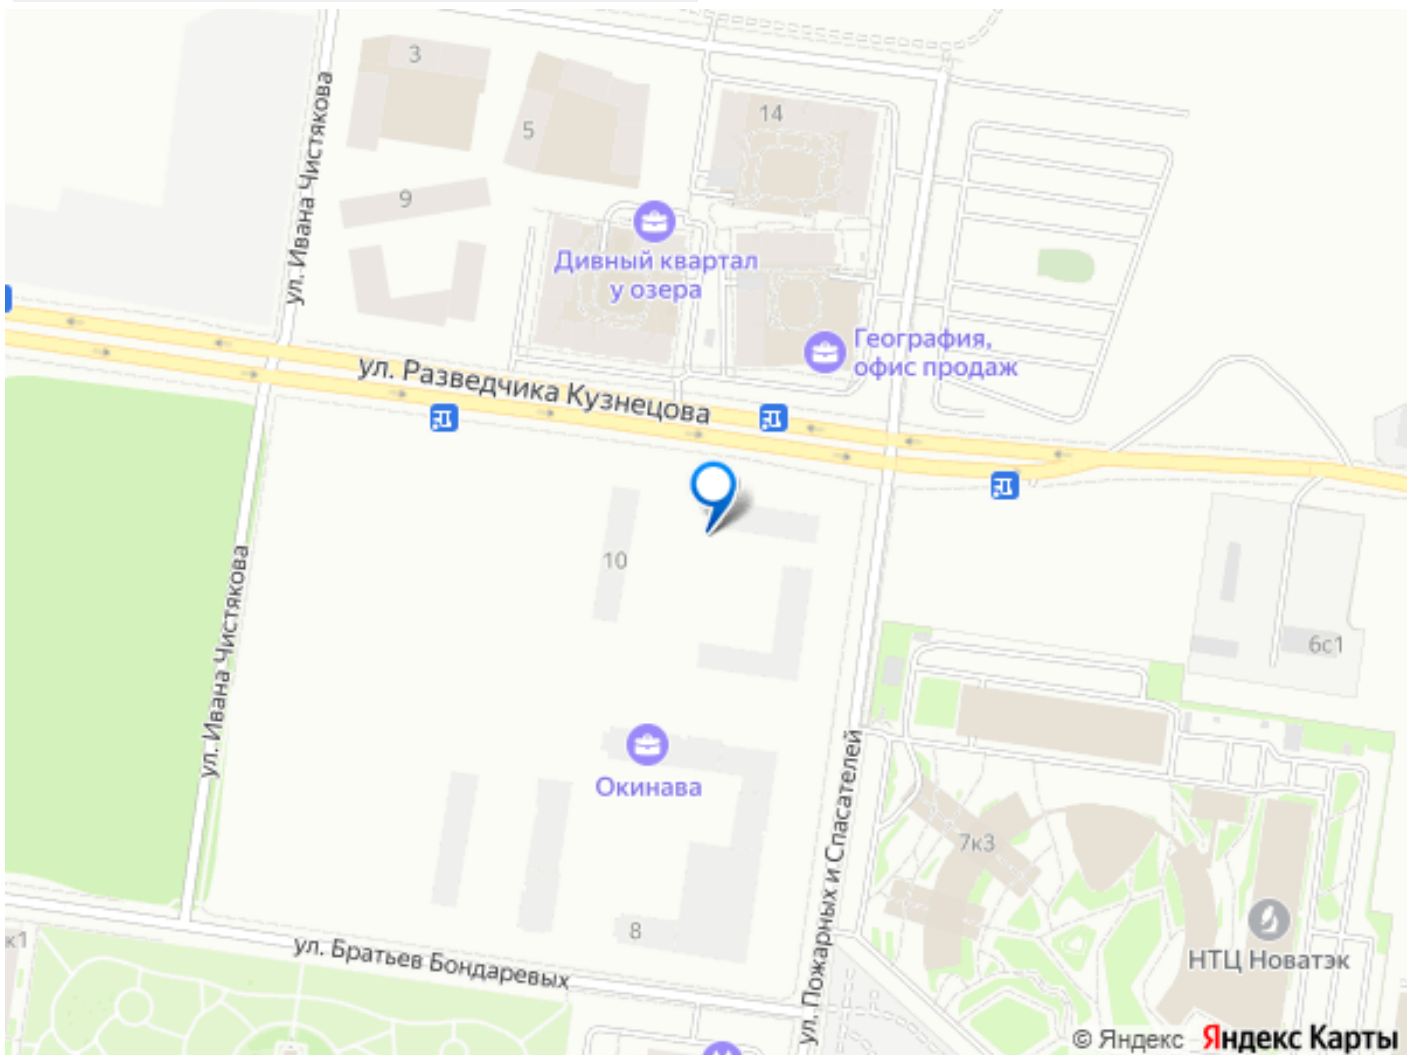 3
14
5
ул. Ивана Чистякова
9
Дивный квартал
у озера
География,
офис продаж
ул. Разведчика Кузнецова
10
ул. Ивана Чистякова
6с1
Окинава
ул. Пожарных и Спасателей
7к3
8
к1
ул. Братьев Бондаревых
НТЦ Новатэк
© Яндекс Яндекс Карты